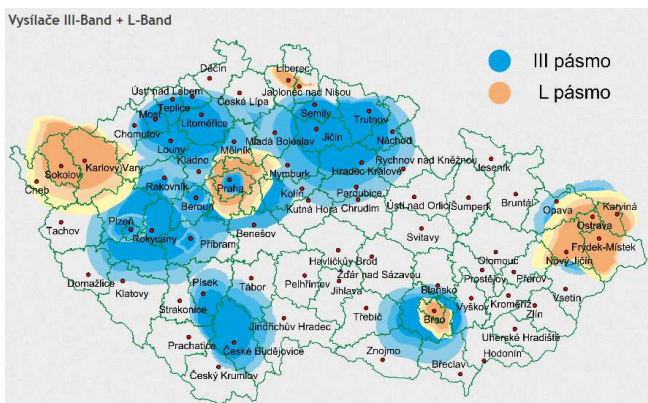 Vysílače III-Band + L-Band
III pásmo
L pásmo
Děčín
Liberec
Jablonec nad Nisou
Ústí nad Labem
Teplice
Česká Lípa
Most
Litoměřice
Semily
Trutnov
Chomutov
Jičín
Louny
Mělník
Mladá Boleslav
Náchod
Sokolov
Karlovy Vary
Kladno
Hradec Králové
Rychnov nad Kněžnou
Jeseník
Cheb
Rakovník
Praha
Nymburk
Kolín
Pardubice
Bruntál
Opava
Karviná
Beroun
Kutná Hora
Chrudim
Ústí nad Orlicí
Šumperk
Ostrava
Tachov
Plzeň
Rokycany
Příbram
Benešov
Svitavy
Frýdek-Místek
Nový Jičín
Havlíčkův Brod
Olomouc
Domažlice
Klatovy
Písek
Tábor
Pelhřimov
Žďár nad Sázavou
Jihlava
Prostějov
Přerov
Blansko
Vsetín
Strakonice
Vyškov
Kroměříž
Zlín
Jindřichův Hradec
Třebíč
Brno
Prachatice
České Budějovice
Uherské Hradiště
Znojmo
Hodonín
Český Krumlov
Břeclav